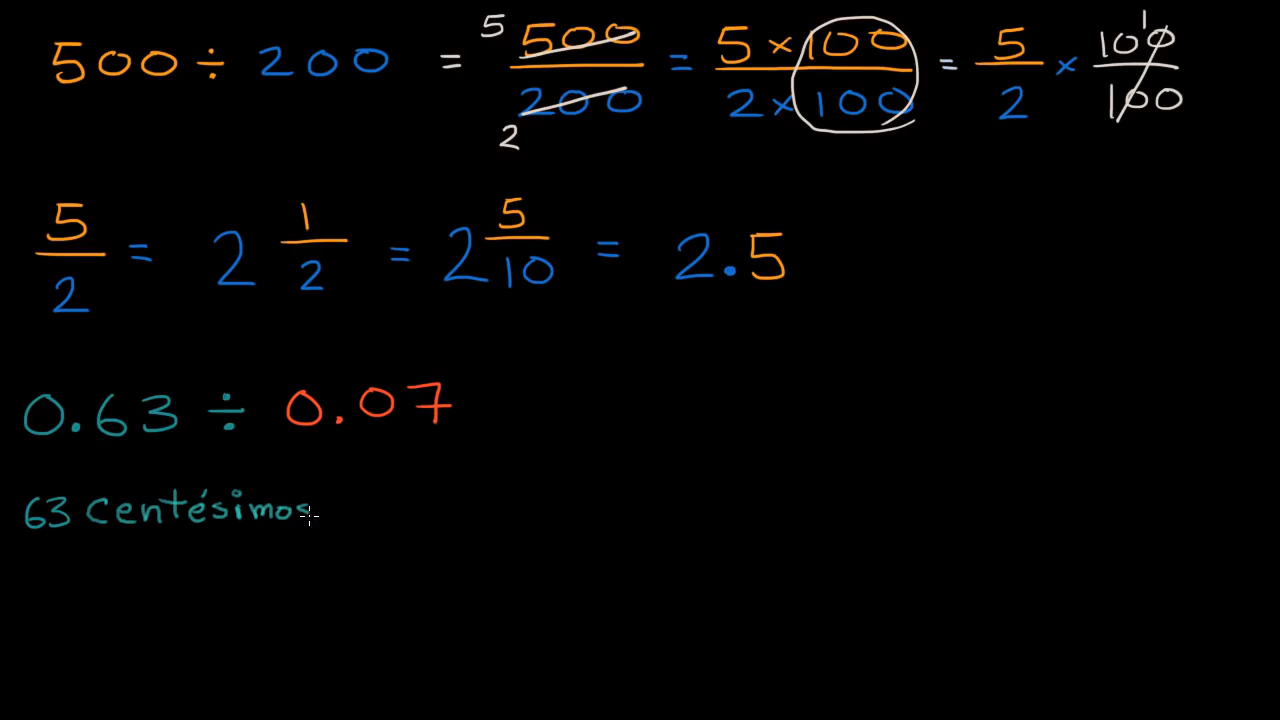 500 ÷ 200 = 5 500/200 2 = 5 × 100/2 × 100 = 5/2 × 100/100 1
5/2 = 2 1/2 = 2 5/10 = 2.5
0.63 ÷ 0.07
63 centésimos